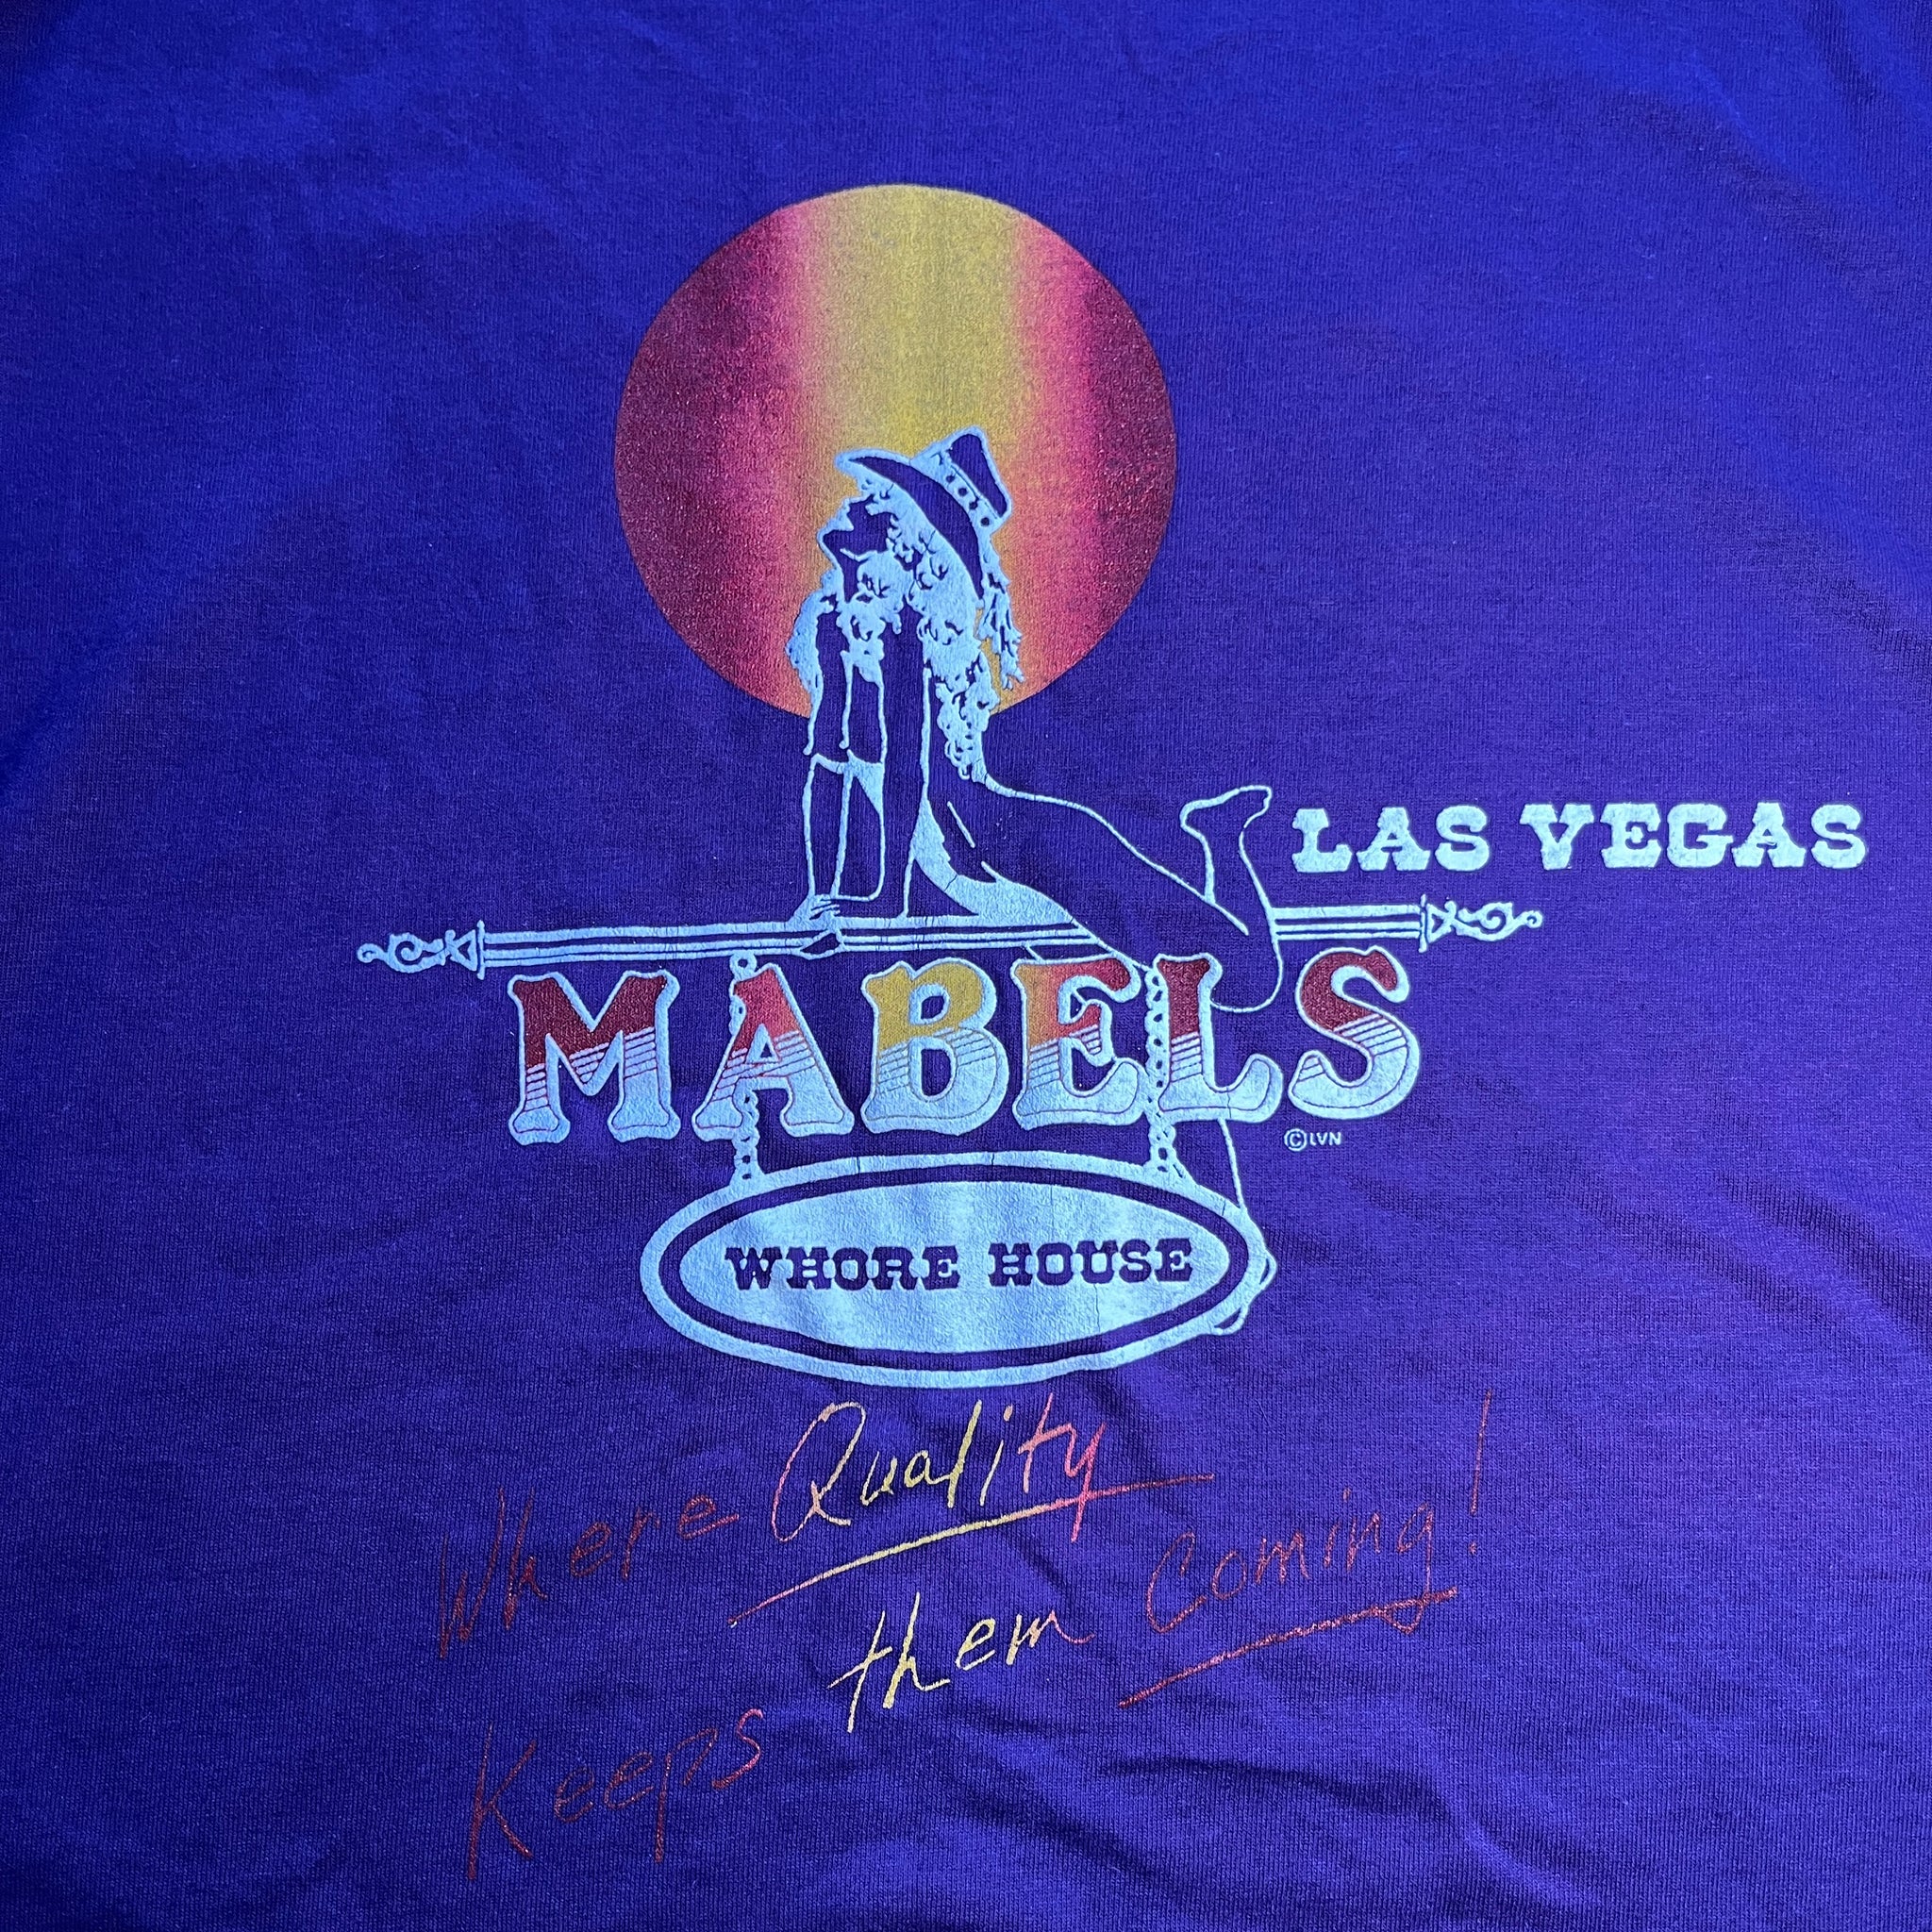 LAS VEGAS
MABELS
©LVN
WHORE HOUSE
Where Quality
Keeps them Coming!